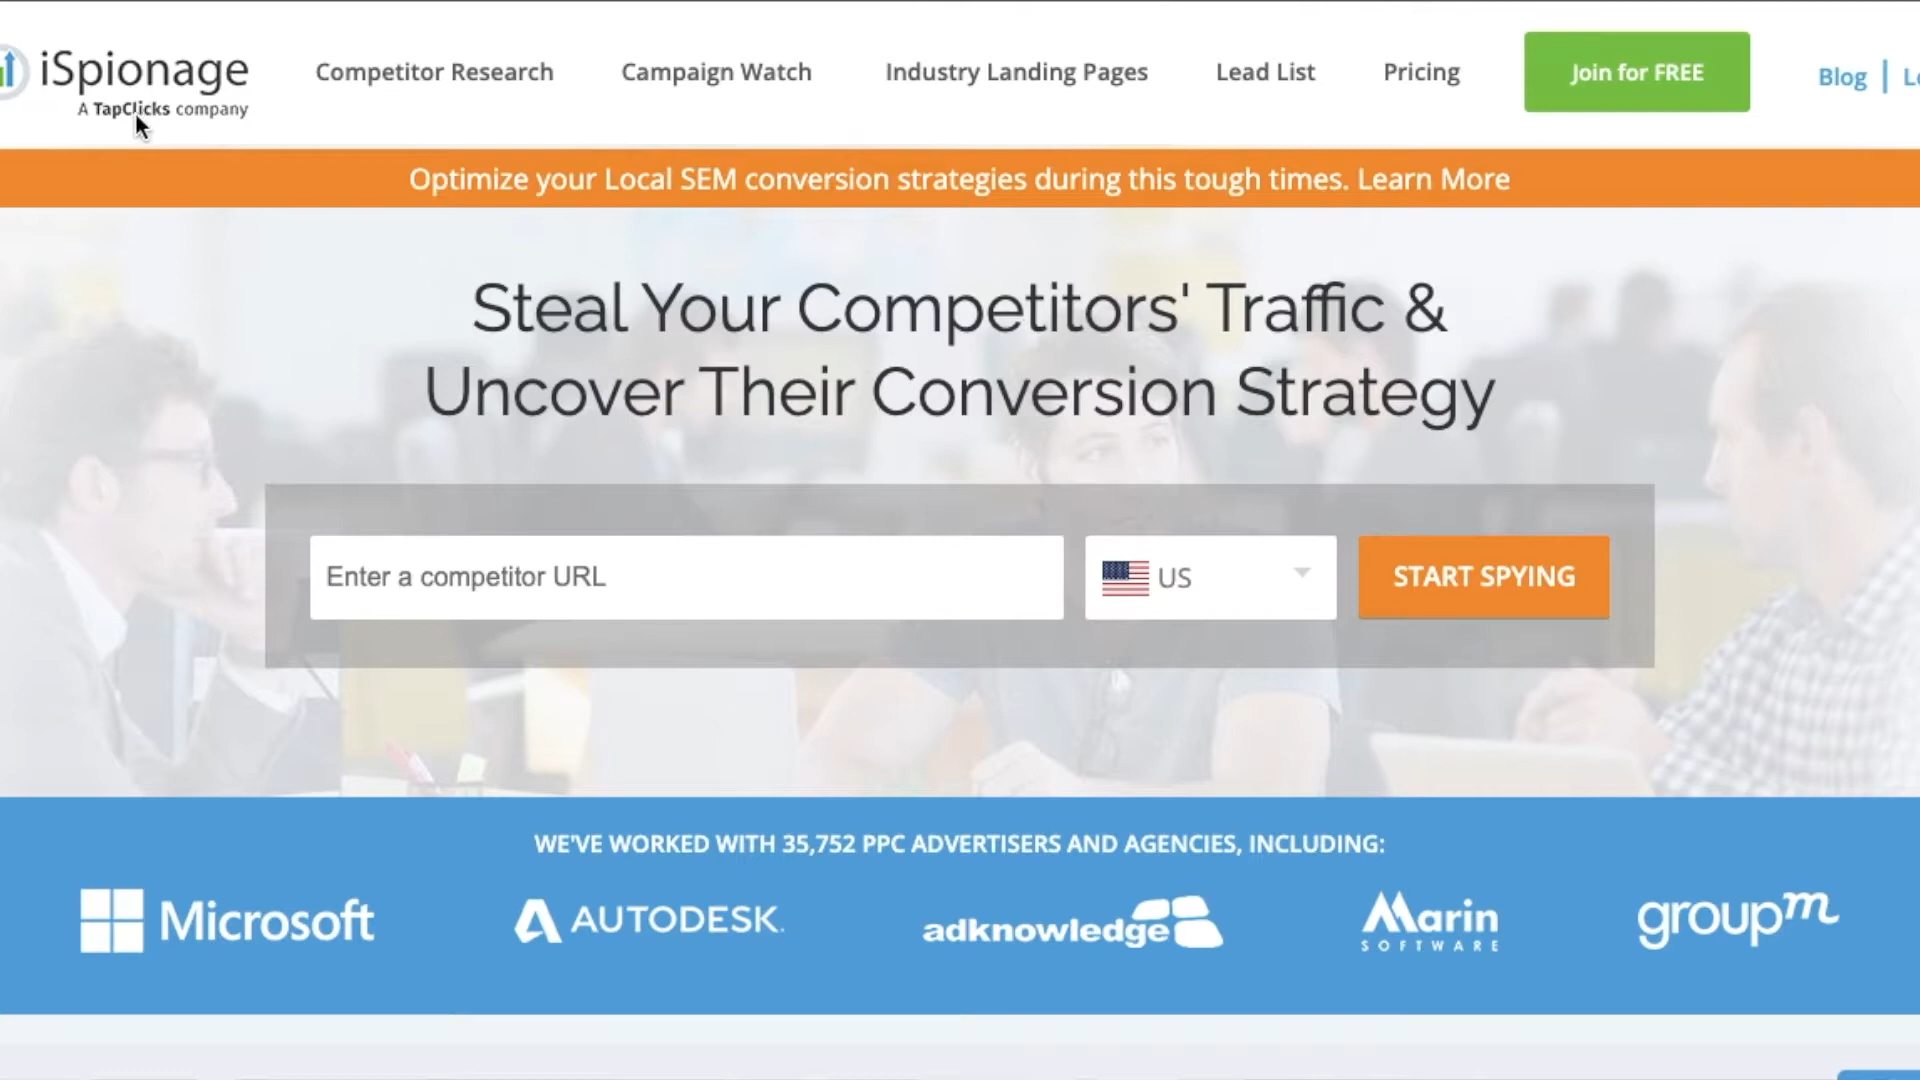 iSpionage
A TapClicks company
Competitor Research
Campaign Watch
Industry Landing Pages
Lead List
Pricing
Join for FREE
Blog
Optimize your Local SEM conversion strategies during this tough times. Learn More
Steal Your Competitors' Traffic &
Uncover Their Conversion Strategy
Enter a competitor URL
US
START SPYING
WE'VE WORKED WITH 35,752 PPC ADVERTISERS AND AGENCIES, INCLUDING:
Microsoft
AUTODESK.
adknowledge
Marin
SOFTWARE
groupm